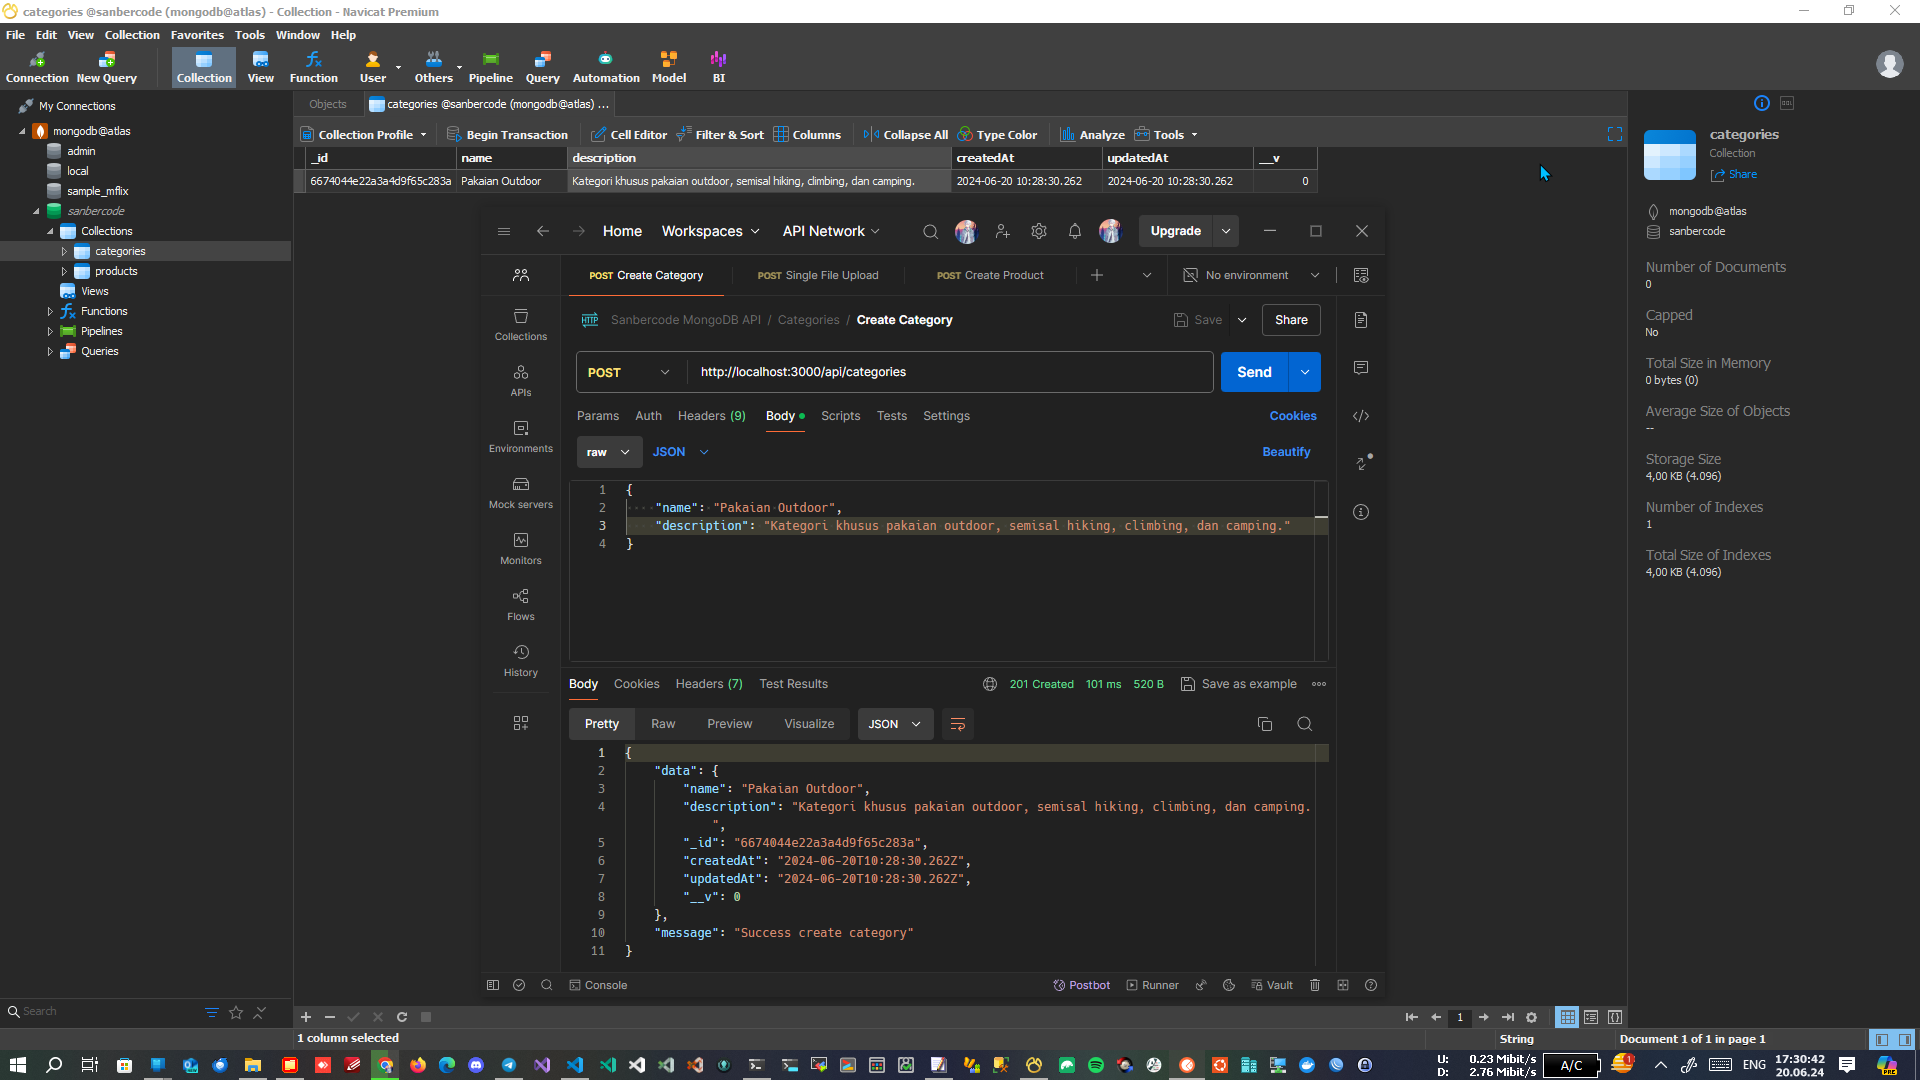 categories @sanbercode (mongodb@atlas) - Collection - Navicat Premium
File Edit View Collection Favorites Tools Window Help
Connection New Query Collection View Function User Others Pipeline Query Automation Model BI
My Connections
mongodb@atlas
admin
local
sample_mflix
sanbercode
Collections
categories
products
Views
Functions
Pipelines
Queries
Search
Objects categories @sanbercode (mongodb@atlas) ...
Collection Profile Begin Transaction Cell Editor Filter & Sort Columns Collapse All Type Color Analyze Tools
_id name description createdAt updatedAt __v
6674044e22a3a4d9f65c283a Pakaian Outdoor Kategori khusus pakaian outdoor, semisal hiking, climbing, dan camping. 2024-06-20 10:28:30.262 2024-06-20 10:28:30.262 0
Home Workspaces API Network Upgrade
POST Create Category POST Single File Upload POST Create Product No environment
Collections
APIs
Environments
Mock servers
Monitors
Flows
History
HTTP Sanbercode MongoDB API / Categories / Create Category Save Share
POST http://localhost:3000/api/categories Send
Params Auth Headers (9) Body Scripts Tests Settings Cookies
raw JSON Beautify
1 {
2 "name": "Pakaian Outdoor",
3 "description": "Kategori khusus pakaian outdoor, semisal hiking, climbing, dan camping."
4 }
Body Cookies Headers (7) Test Results 201 Created 101 ms 520 B Save as example
Pretty Raw Preview Visualize JSON
1 {
2 "data": {
3 "name": "Pakaian Outdoor",
4 "description": "Kategori khusus pakaian outdoor, semisal hiking, climbing, dan camping.
",
5 "_id": "6674044e22a3a4d9f65c283a",
6 "createdAt": "2024-06-20T10:28:30.262Z",
7 "updatedAt": "2024-06-20T10:28:30.262Z",
8 "__v": 0
9 },
10 "message": "Success create category"
11 }
Console Postbot Runner Vault
categories
Collection
Share
mongodb@atlas
sanbercode
Number of Documents
0
Capped
No
Total Size in Memory
0 bytes (0)
Average Size of Objects
--
Storage Size
4,00 KB (4.096)
Number of Indexes
1
Total Size of Indexes
4,00 KB (4.096)
1
1 column selected String Document 1 of 1 in page 1
U: 0.23 Mibit/s
D: 2.76 Mibit/s
A/C
1
ENG
17:30:42
20.06.24